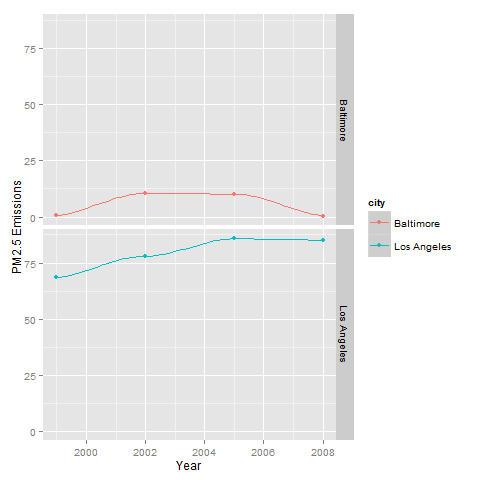 PM2.5 Emissions
75
50
25
0
Baltimore
75
50
25
0
Los Angeles
2000 2002 2004 2006 2008
Year
city
Baltimore
Los Angeles